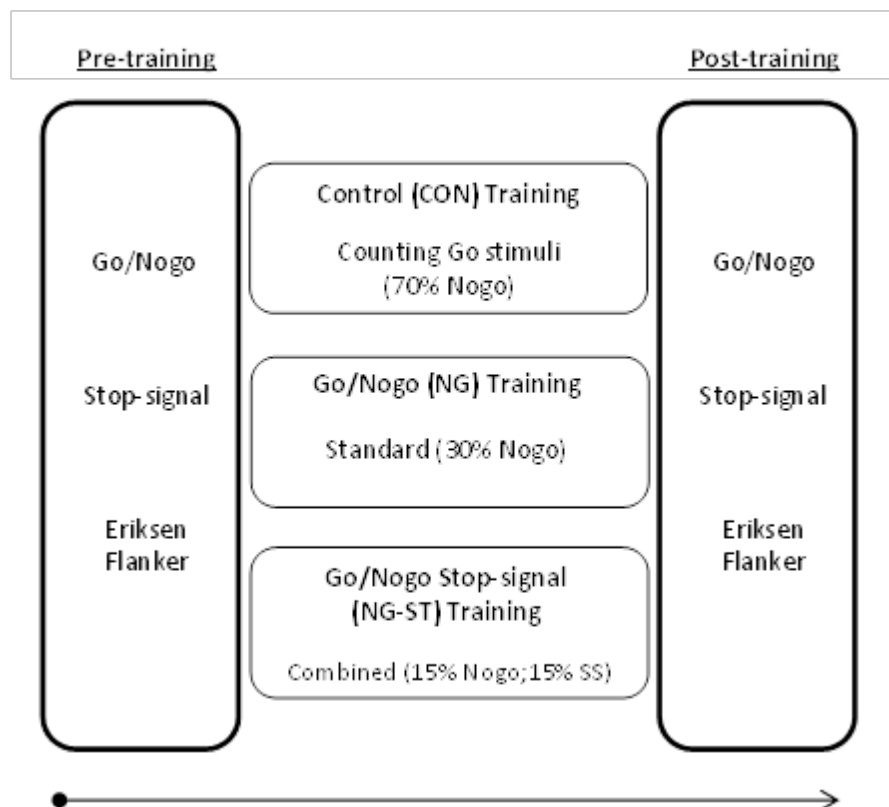 Pre-training
Post-training
Go/Nogo
Stop-signal
Eriksen
Flanker
Control (CON) Training
Counting Go stimuli
(70% Nogo)
Go/Nogo (NG) Training
Standard (30% Nogo)
Go/Nogo Stop-signal
(NG-ST) Training
Combined (15% Nogo;15% SS)
Go/Nogo
Stop-signal
Eriksen
Flanker